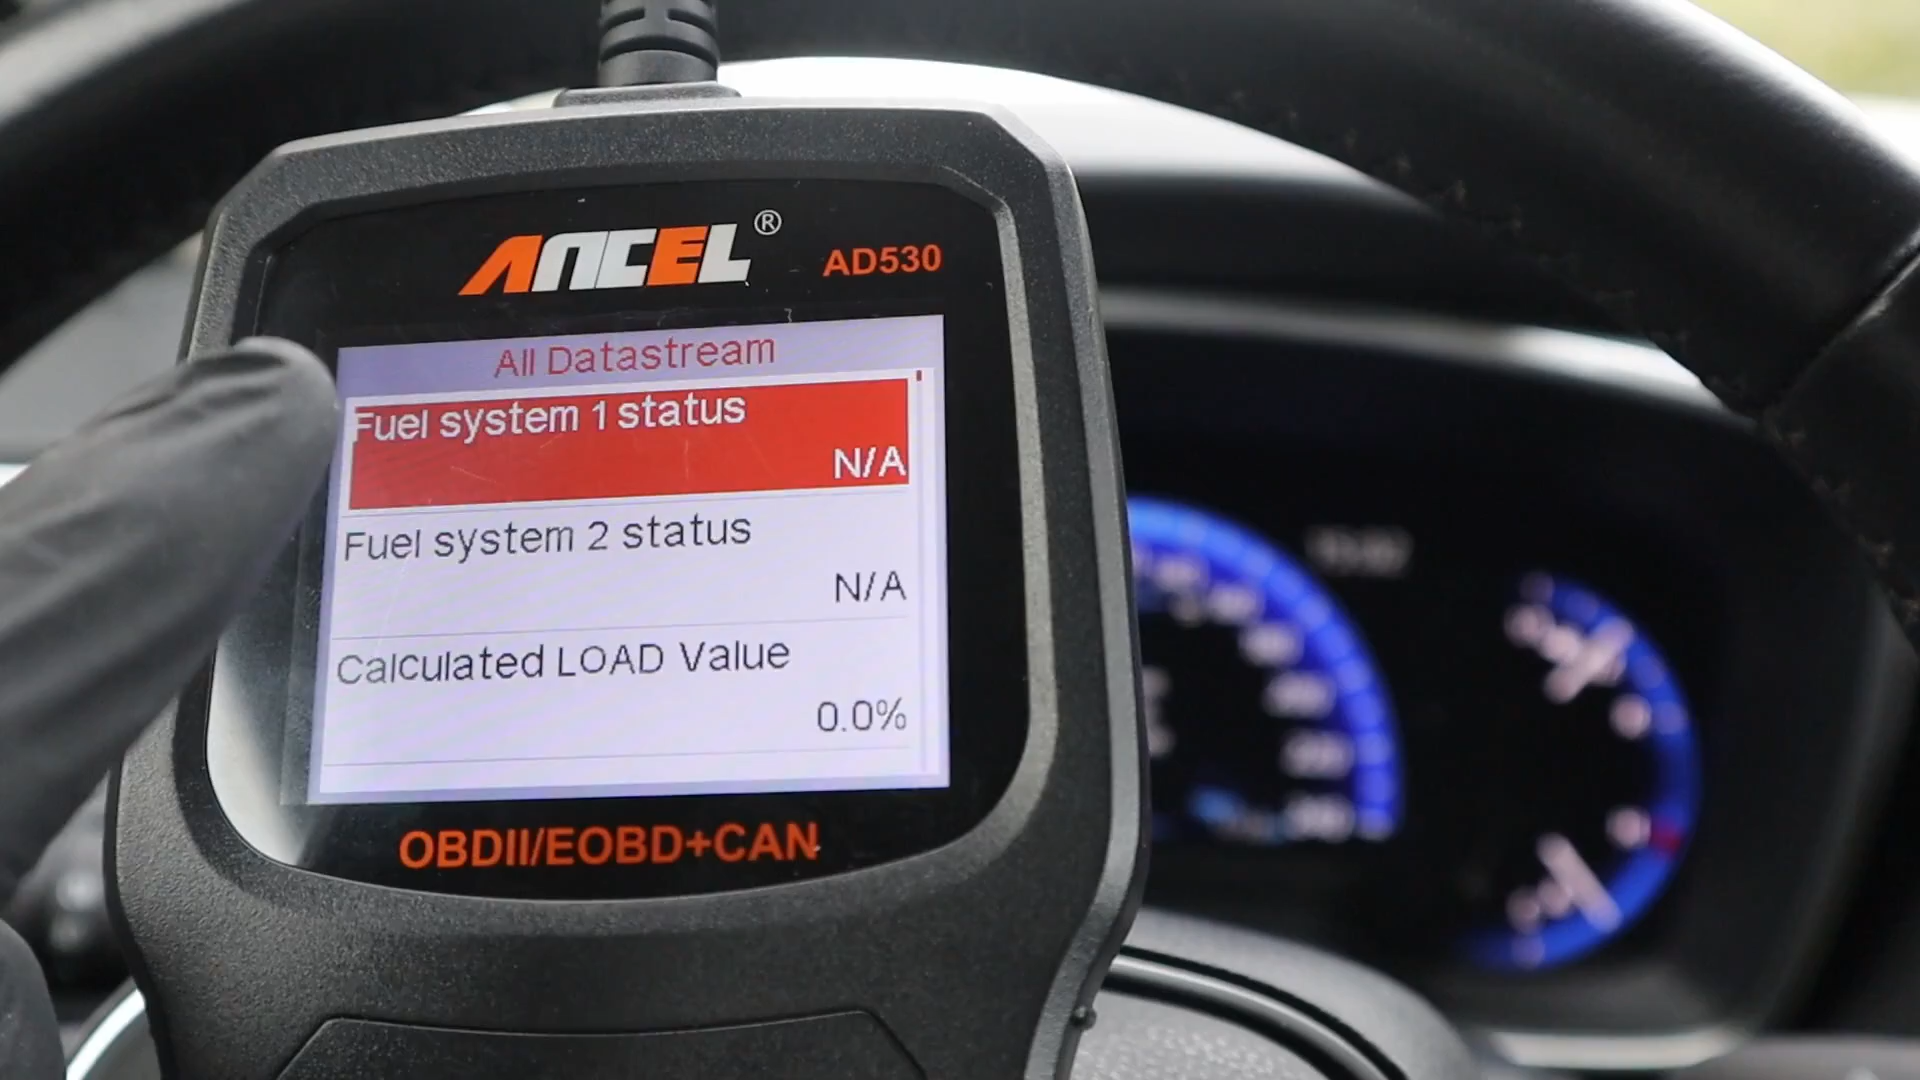 ANCEL®
AD530
All Datastream
Fuel system 1 status
N/A
Fuel system 2 status
N/A
Calculated LOAD Value
0.0%
OBDII/EOBD+CAN